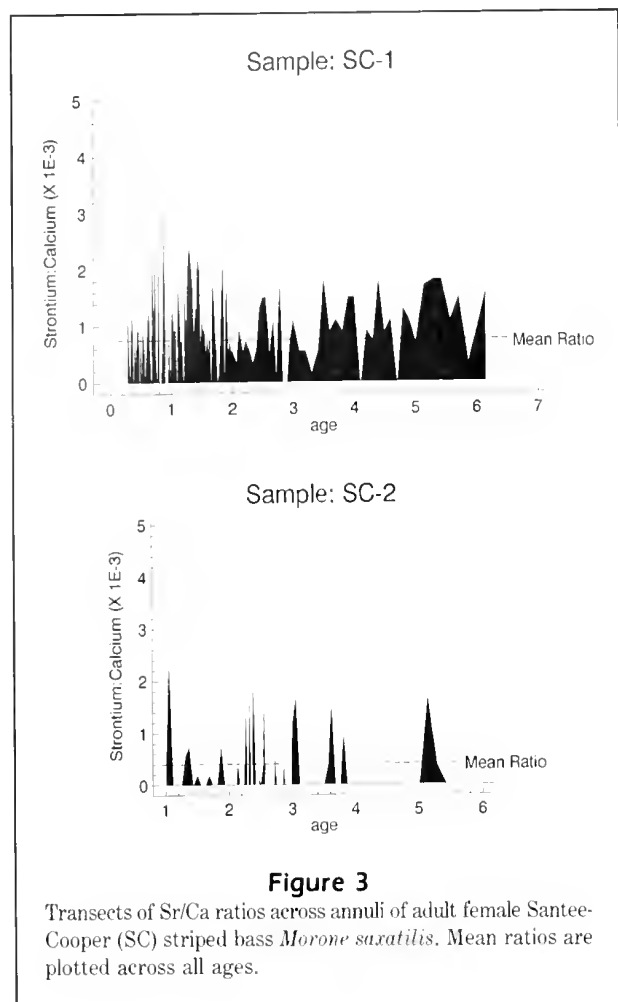 Sample: SC-1
5
4
3
2
1
0
Strontium:Calcium (X 1E-3)
Mean Ratio
0 1 2 3 4 5 6 7
age
Sample: SC-2
5
4
3
2
1
0
Strontium:Calcium (X 1E-3)
Mean Ratio
1 2 3 4 5 6
age
Figure 3
Transects of Sr/Ca ratios across annuli of adult female Santee-
Cooper (SC) striped bass Morone saxatilis. Mean ratios are
plotted across all ages.